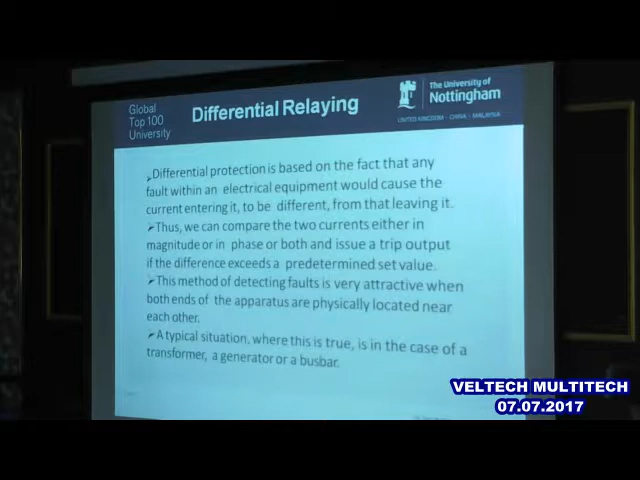 Global
Top 100
University
Differential Relaying
The University of
Nottingham
UNITED KINGDOM · CHINA · MALAYSIA
➢Differential protection is based on the fact that any
fault within an electrical equipment would cause the
current entering it, to be different, from that leaving it.
➢Thus, we can compare the two currents either in
magnitude or in phase or both and issue a trip output
if the difference exceeds a predetermined set value.
➢This method of detecting faults is very attractive when
both ends of the apparatus are physically located near
each other.
➢A typical situation, where this is true, is in the case of a
transformer, a generator or a busbar.
VELTECH MULTITECH
07.07.2017